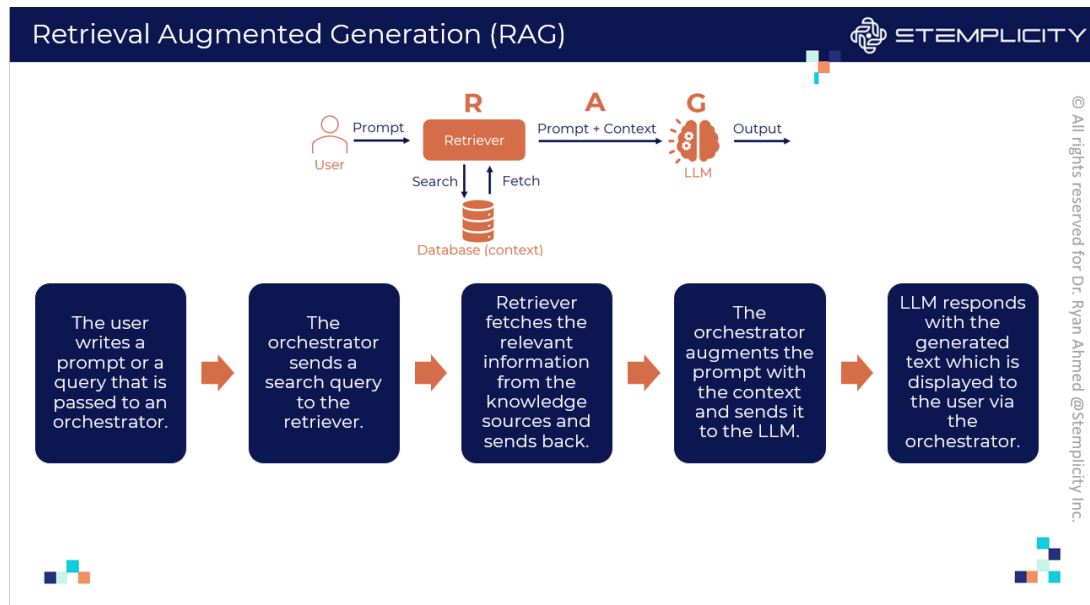 Retrieval Augmented Generation (RAG)
STEMPLICITY
R
A
G
Prompt
Retriever
Prompt + Context
Output
User
LLM
Search
Fetch
Database (context)
The user
writes a
prompt or a
query that is
passed to an
orchestrator.
The
orchestrator
sends a
search query
to the
retriever.
Retriever
fetches the
relevant
information
from the
knowledge
sources and
sends back.
The
orchestrator
augments the
prompt with
the context
and sends it
to the LLM.
LLM responds
with the
generated
text which is
displayed to
the user via
the
orchestrator.
© All rights reserved for Dr. Ryan Ahmed @Stemplicity Inc.